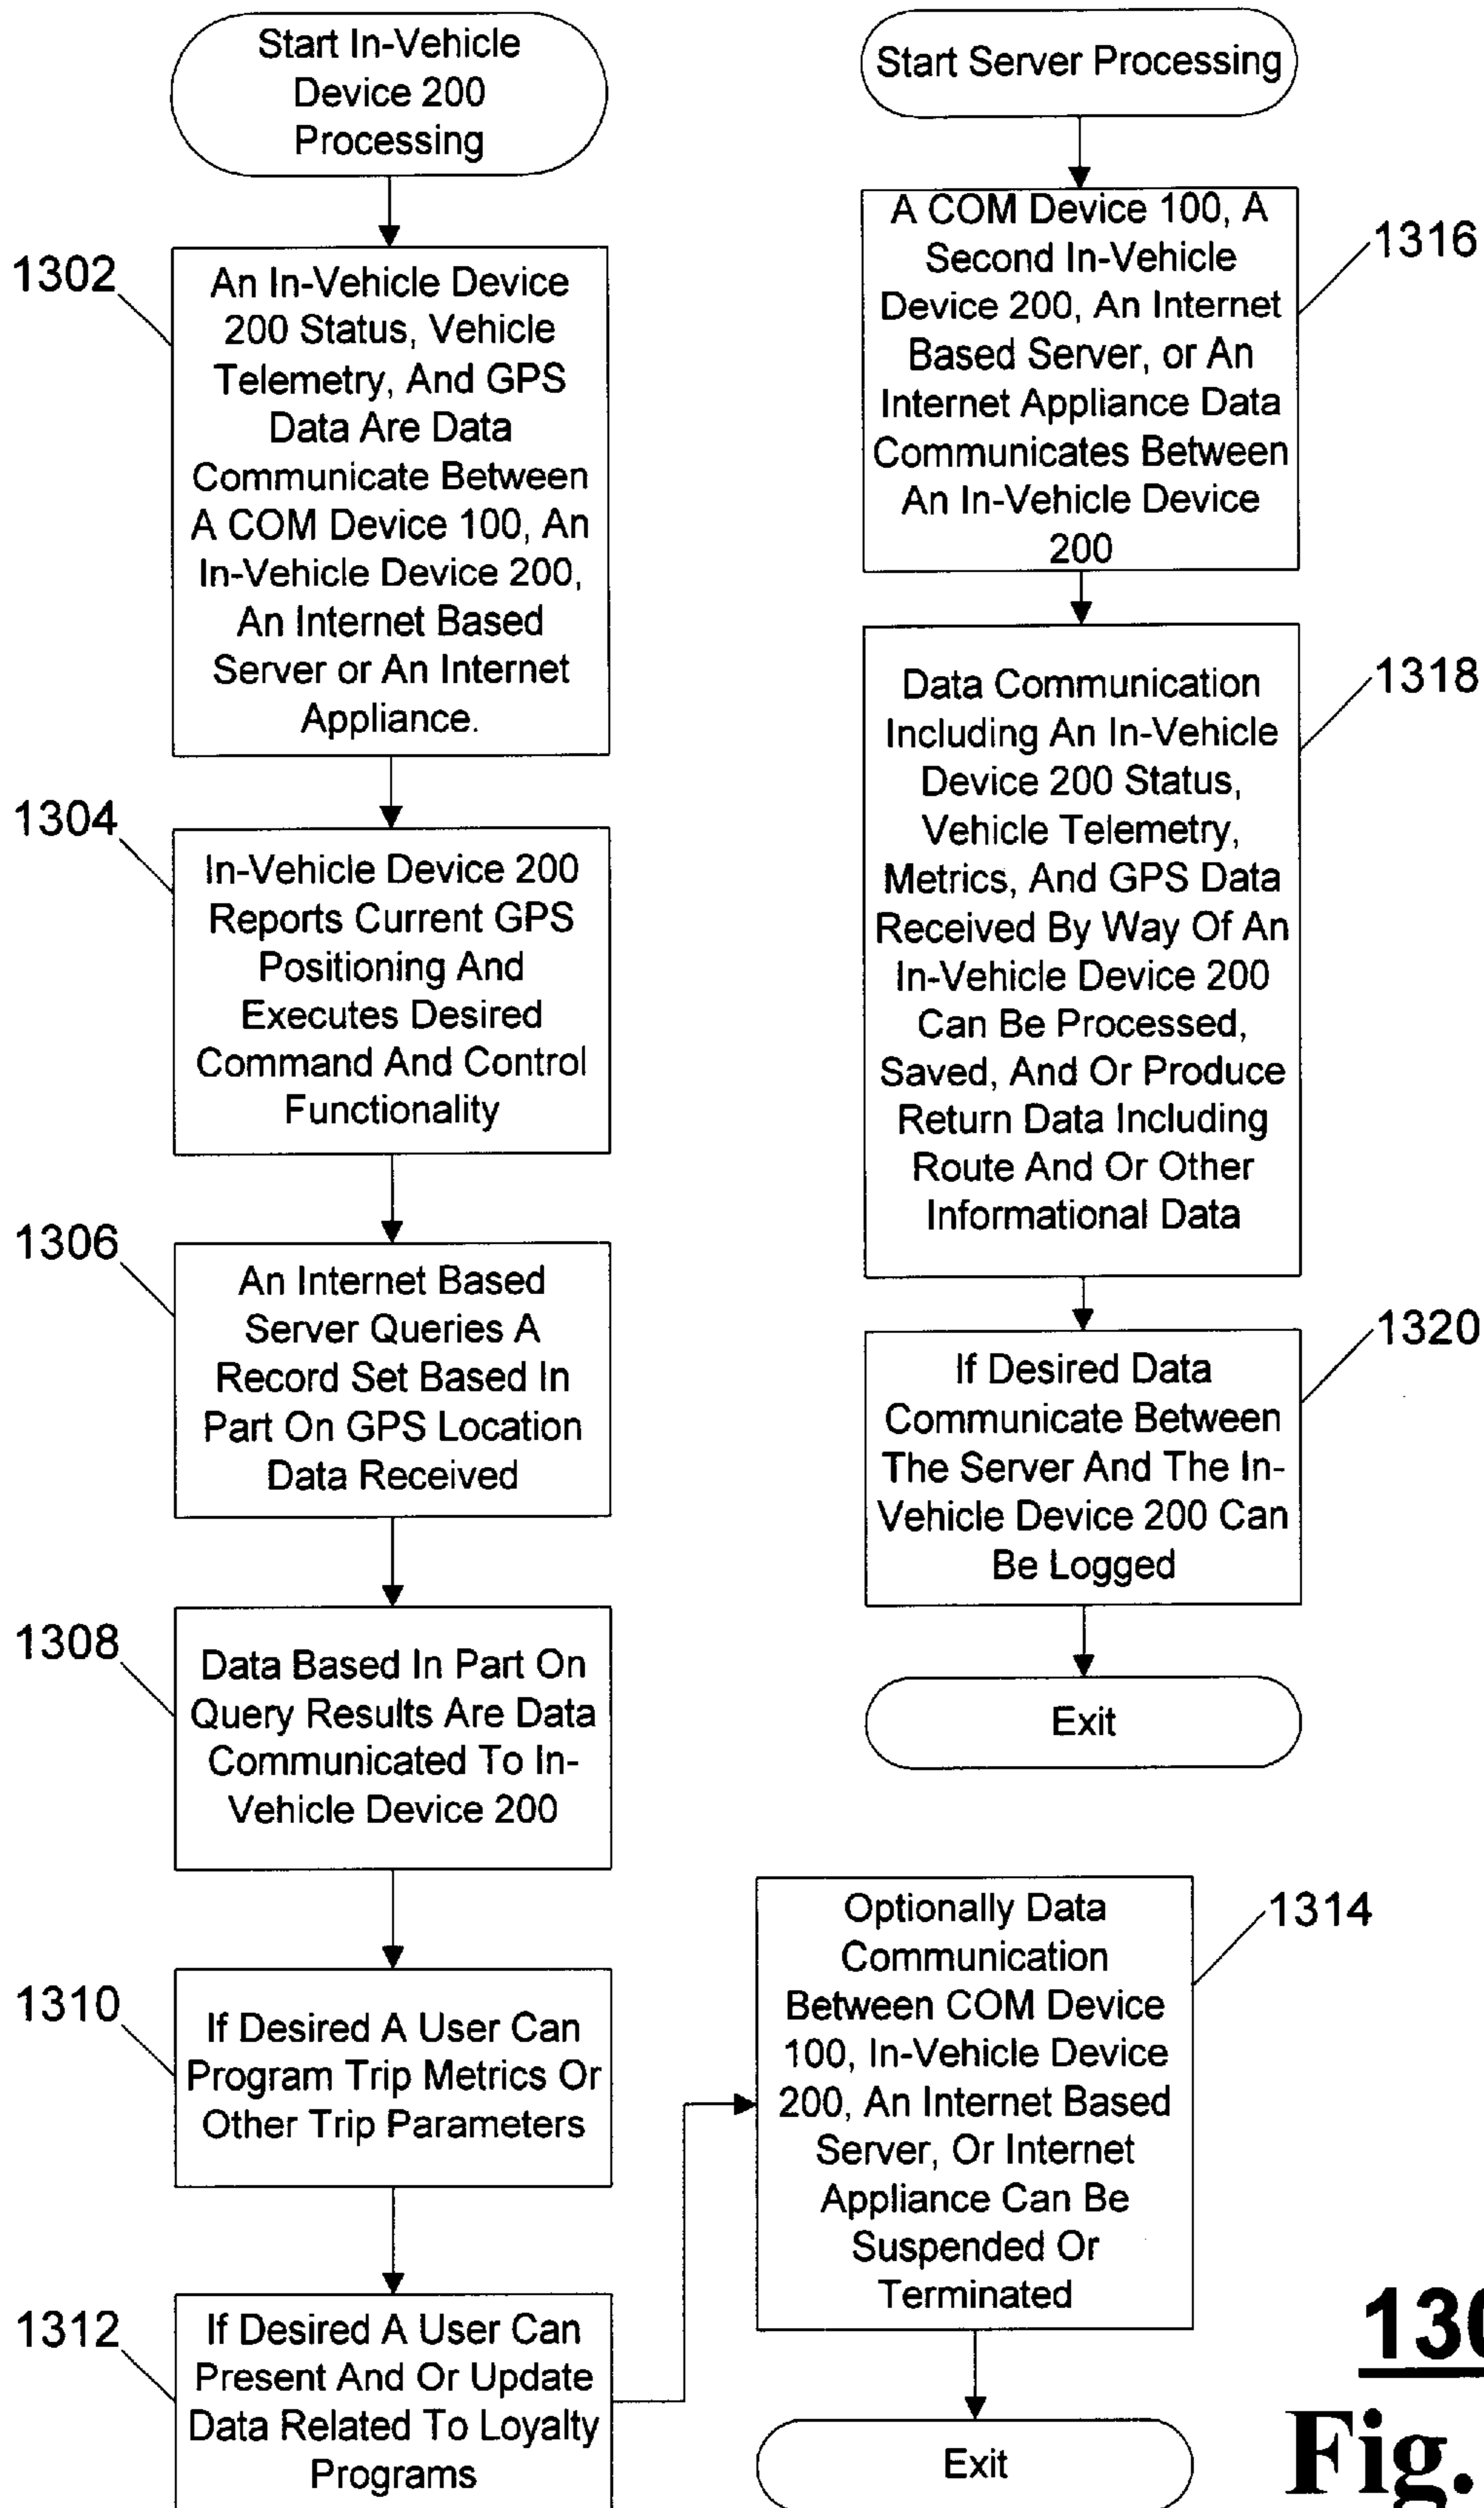 Start In-Vehicle
Device 200
Processing
1302
An In-Vehicle Device
200 Status, Vehicle
Telemetry, And GPS
Data Are Data
Communicate Between
A COM Device 100, An
In-Vehicle Device 200,
An Internet Based
Server or An Internet
Appliance.
1304
In-Vehicle Device 200
Reports Current GPS
Positioning And
Executes Desired
Command And Control
Functionality
1306
An Internet Based
Server Queries A
Record Set Based In
Part On GPS Location
Data Received
1308
Data Based In Part On
Query Results Are Data
Communicated To In-
Vehicle Device 200
1310
If Desired A User Can
Program Trip Metrics Or
Other Trip Parameters
1312
If Desired A User Can
Present And Or Update
Data Related To Loyalty
Programs
1314
Optionally Data
Communication
Between COM Device
100, In-Vehicle Device
200, An Internet Based
Server, Or Internet
Appliance Can Be
Suspended Or
Terminated
Exit
Start Server Processing
1316
A COM Device 100, A
Second In-Vehicle
Device 200, An Internet
Based Server, or An
Internet Appliance Data
Communicates Between
An In-Vehicle Device
200
1318
Data Communication
Including An In-Vehicle
Device 200 Status,
Vehicle Telemetry,
Metrics, And GPS Data
Received By Way Of An
In-Vehicle Device 200
Can Be Processed,
Saved, And Or Produce
Return Data Including
Route And Or Other
Informational Data
1320
If Desired Data
Communicate Between
The Server And The In-
Vehicle Device 200 Can
Be Logged
Exit
Fig.